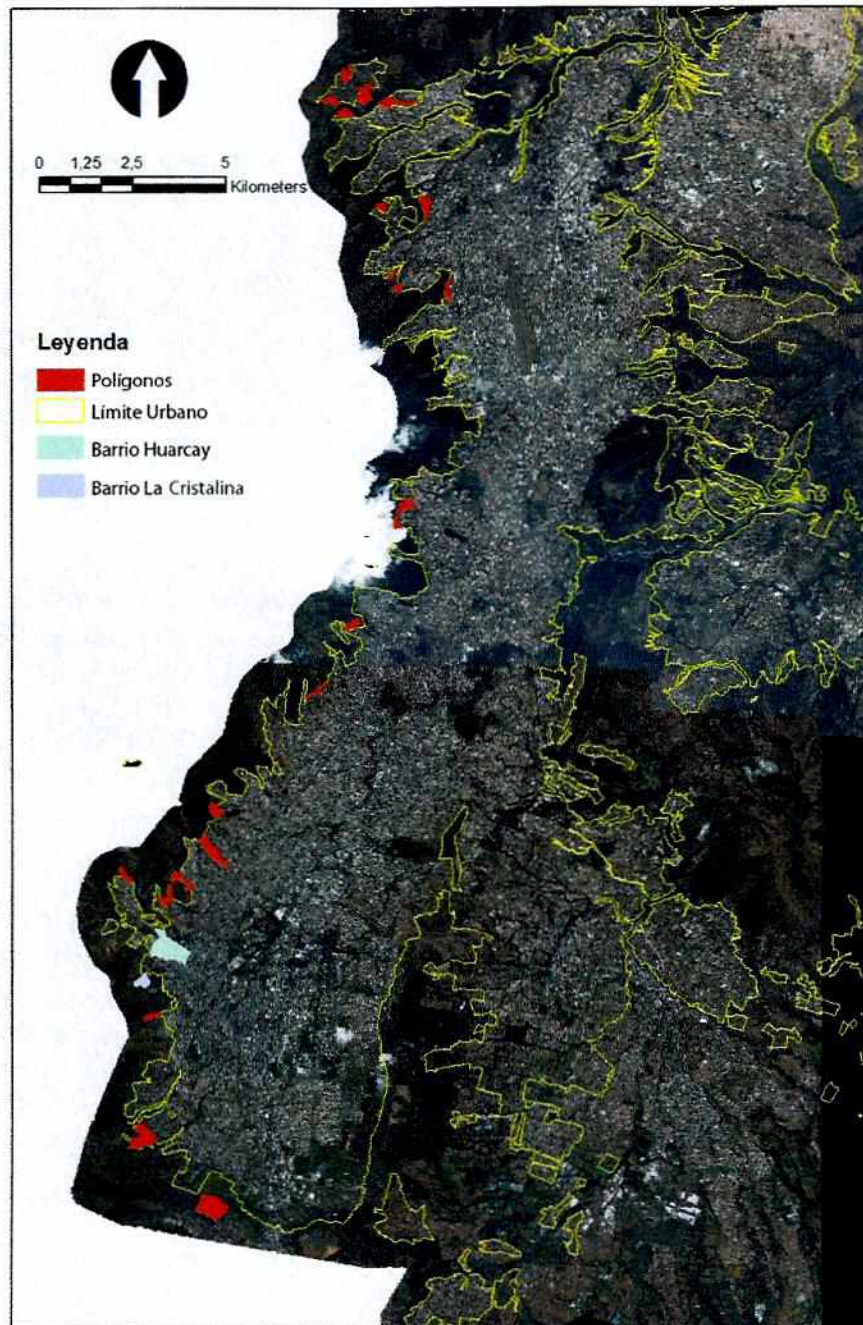 0 1,25 2,5 5
Kilometers
Leyenda
Polígonos
Límite Urbano
Barrio Huarcay
Barrio La Cristalina